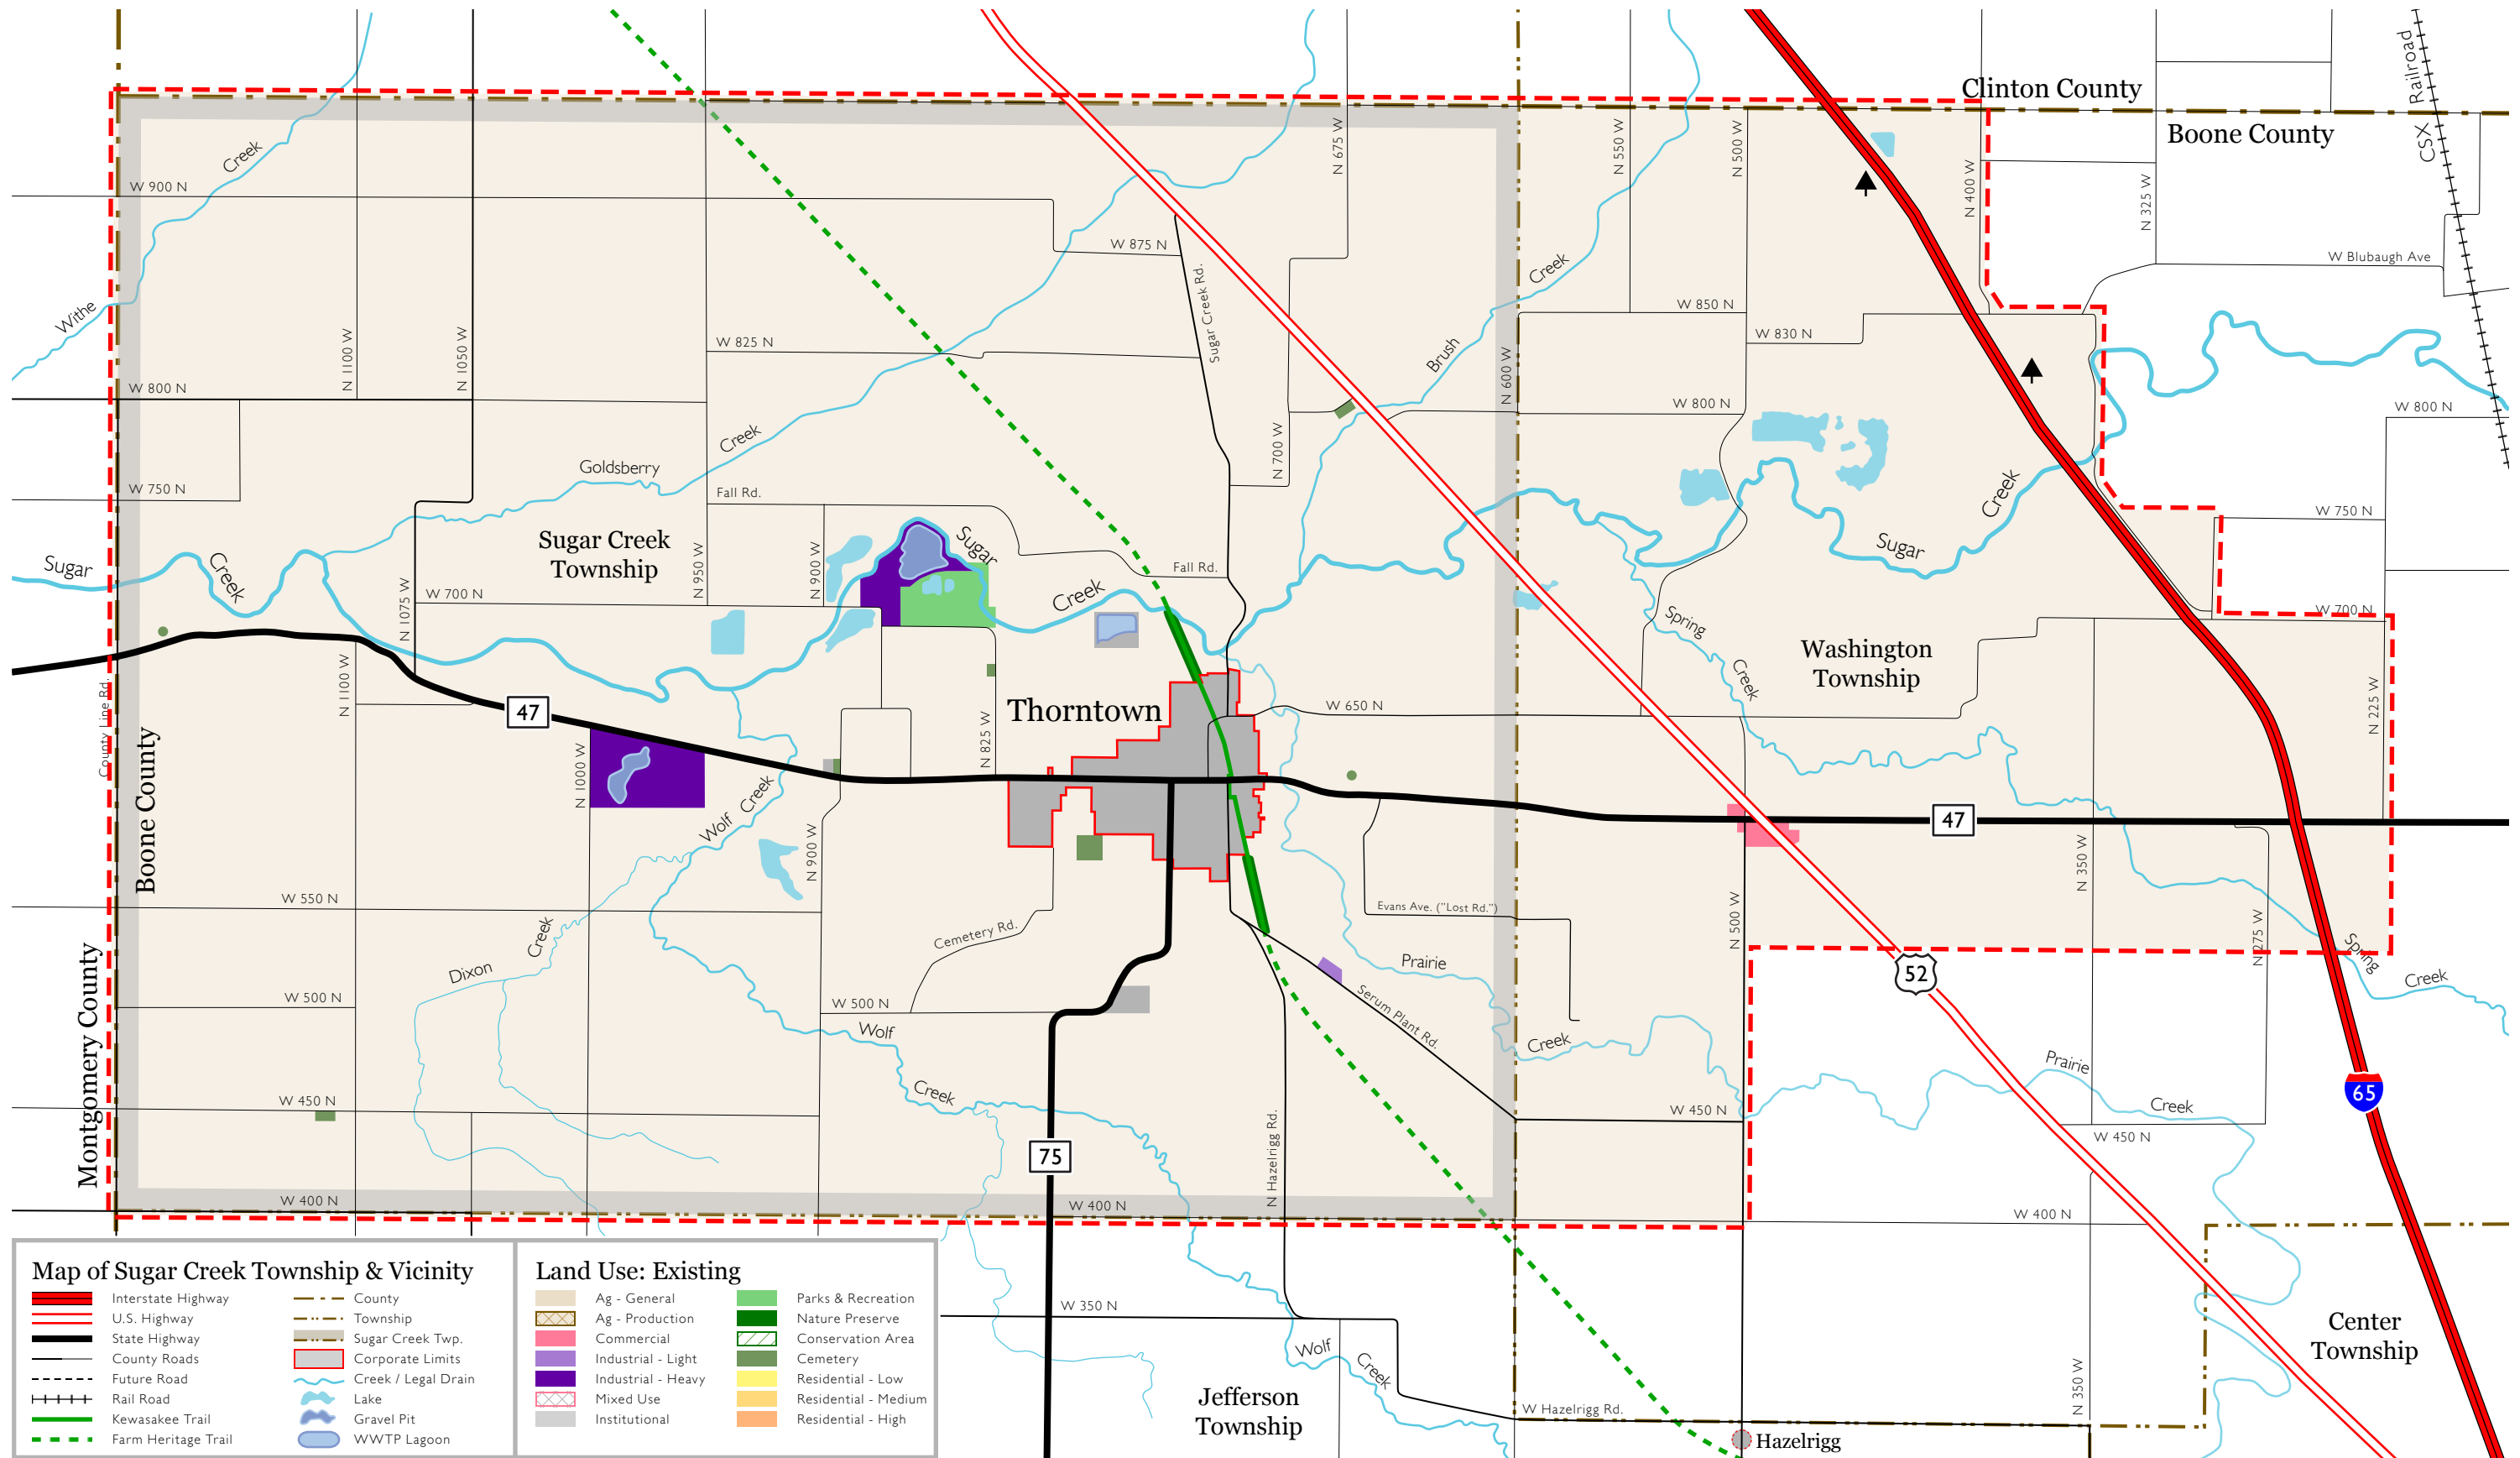 Clinton County
Boone County
CSX
Railroad
Creek
Withe
W 900 N
N 675 W
N 550 W
N 500 W
N 400 W
N 325 W
W Blubaugh Ave
W 875 N
Sugar Creek Rd.
Creek
W 850 N
W 830 N
N 1100 W
N 1050 W
W 825 N
Brush
N 600 W
W 800 N
W 800 N
W 800 N
Creek
Goldsberry
N 700 W
W 750 N
Fall Rd.
W 750 N
Creek
Sugar
Sugar Creek
Township
N 950 W
N 900 W
Sugar
Fall Rd.
Sugar
Creek
N 1075 W
W 700 N
Creek
W 700 N
Spring
Creek
Washington
Township
N 1100 W
County Line Rd.
47
Thorntown
W 650 N
N 225 W
N 825 W
Boone County
N 1000 W
Wolf
Creek
N 900 W
47
N 350 W
W 550 N
Evans Ave. ("Lost Rd.")
N 500 W
N 275 W
Cemetery Rd.
Creek
Dixon
Prairie
Spring
Creek
52
Montgomery County
W 500 N
W 500 N
Wolf
Serum Plant Rd.
Creek
Prairie
Creek
65
Creek
W 450 N
W 450 N
W 450 N
N Hazelrigg Rd.
75
W 400 N
W 400 N
W 400 N
W 350 N
Wolf
Creek
Center
Township
N 350 W
Jefferson
Township
W Hazelrigg Rd.
Hazelrigg
Map of Sugar Creek Township & Vicinity
Interstate Highway
U.S. Highway
State Highway
County Roads
Future Road
Rail Road
Kewasakee Trail
Farm Heritage Trail
County
Township
Sugar Creek Twp.
Corporate Limits
Creek / Legal Drain
Lake
Gravel Pit
WWTP Lagoon
Land Use: Existing
Ag - General
Ag - Production
Commercial
Industrial - Light
Industrial - Heavy
Mixed Use
Institutional
Parks & Recreation
Nature Preserve
Conservation Area
Cemetery
Residential - Low
Residential - Medium
Residential - High